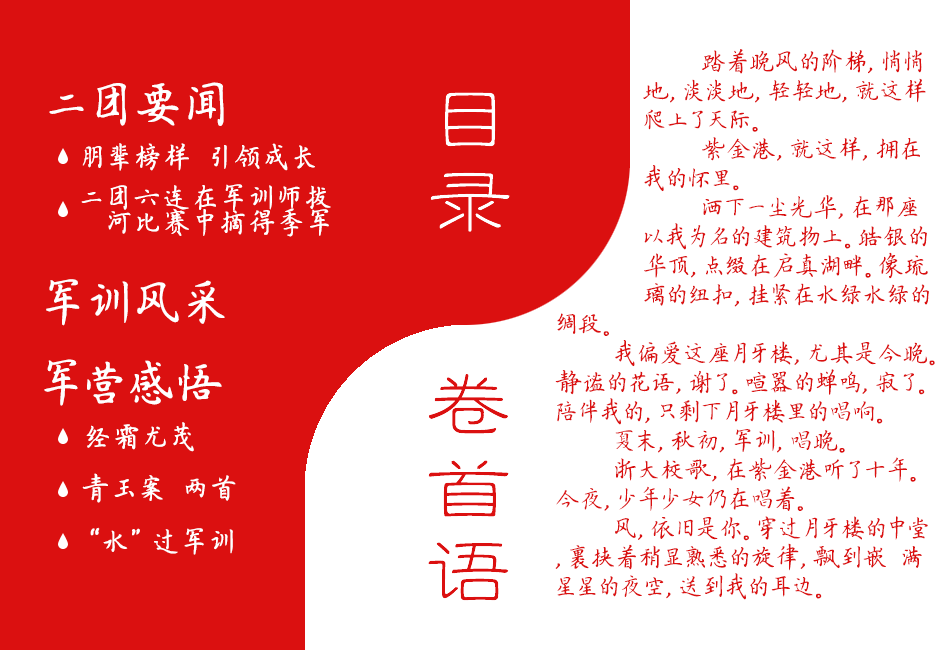 目录
二团要闻
朋辈榜样 引领成长
二团六连在军训师拔
河比赛中摘得季军
军训风采
军营感悟
经霜尤茂
青玉案 两首
“水”过军训
卷首语
踏着晚风的阶梯,悄悄
地,淡淡地,轻轻地,就这样
爬上了天际。
紫金港,就这样,拥在
我的怀里。
洒下一尘光华,在那座
以我为名的建筑物上。皓银的
华顶,点缀在启真湖畔。像琉
璃的纽扣,挂紧在水绿水绿的
绸段。
我偏爱这座月牙楼,尤其是今晚。
静谧的花语,谢了。喧嚣的蝉鸣,寂了。
陪伴我的,只剩下月牙楼里的唱响。
夏末,秋初,军训,唱晚。
浙大校歌,在紫金港听了十年。
今夜,少年少女仍在唱着。
风,依旧是你。穿过月牙楼的中堂
,裹挟着稍显熟悉的旋律,飘到嵌 满
星星的夜空,送到我的耳边。